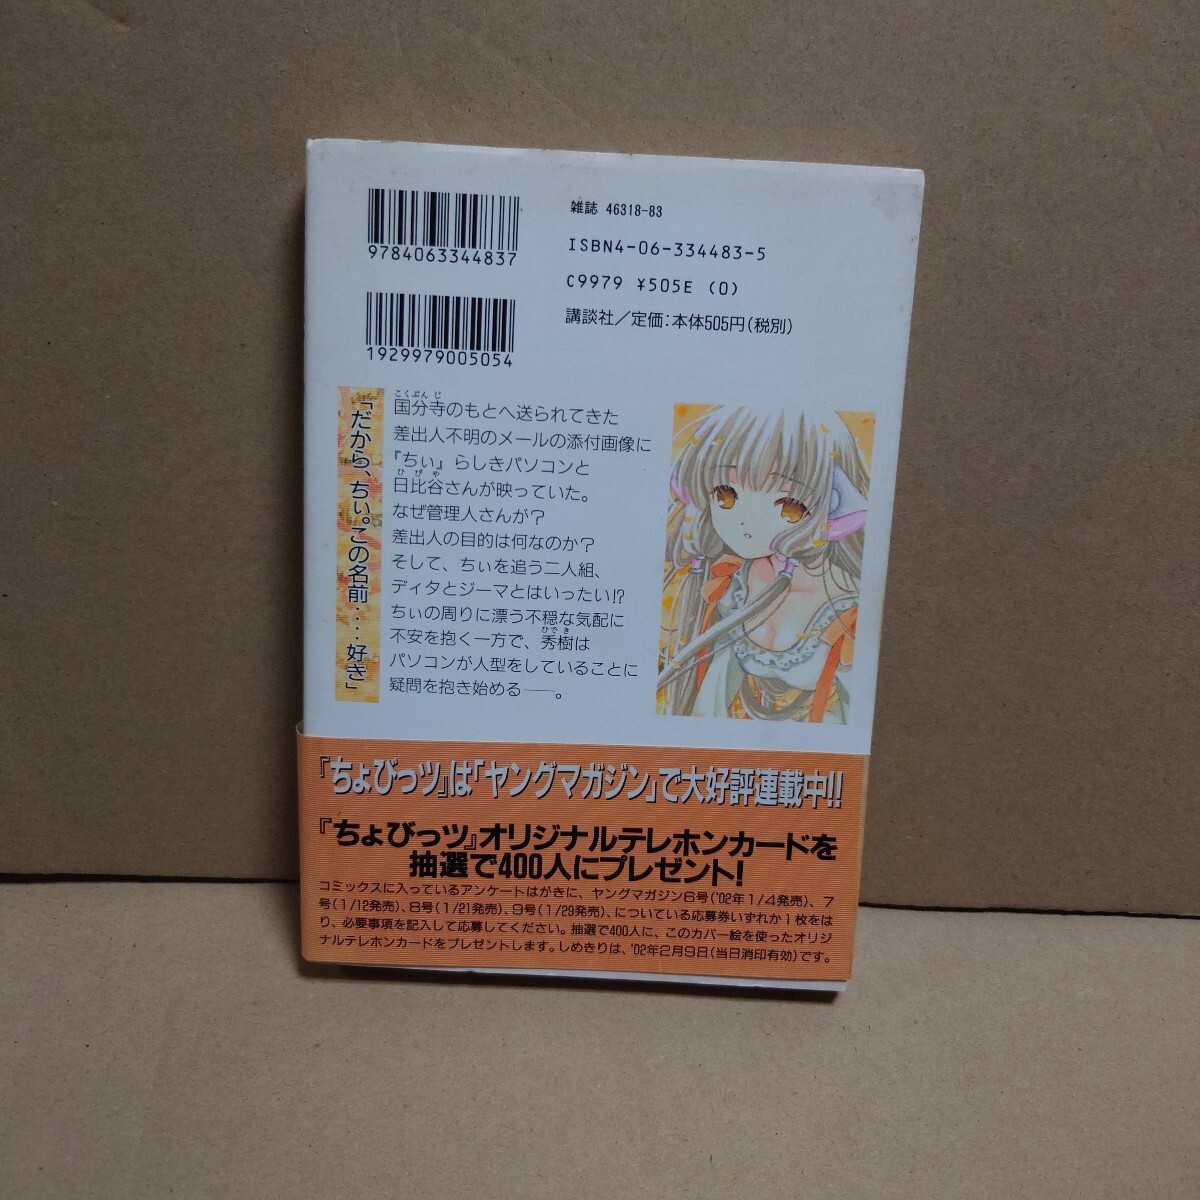 9784063344837
1929979005054
雑誌 46318-83
ISBN4-06-334483-5
C9979 ¥505E (0)
講談社／定価：本体505円（税別）
「だから、ちぃ。この名前‥‥好き」
こくぶんじ
国分寺のもとへ送られてきた
差出人不明のメールの添付画像に
『ちぃ』らしきパソコンと
ひびや
日比谷さんが映っていた。
なぜ管理人さんが？
差出人の目的は何なのか？
そして、ちぃを追う二人組、
ディタとジーマとはいったい!?
ちぃの周りに漂う不穏な気配に
ひでき
不安を抱く一方で、秀樹は
パソコンが人型をしていることに
疑問を抱き始める──。
『ちょびっツ』は「ヤングマガジン」で大好評連載中!!
『ちょびっツ』オリジナルテレホンカードを
抽選で400人にプレゼント!
コミックスに入っているアンケートはがきに、ヤングマガジン6号('02年1/4発売)、7
号(1/12発売)、8号(1/21発売)、9号(1/29発売)、についている応募券いずれか1枚をは
り、必要事項を記入して応募してください。抽選で400人に、このカバー絵を使ったオリジ
ナルテレホンカードをプレゼントします。しめきりは、'02年2月9日(当日消印有効)です。